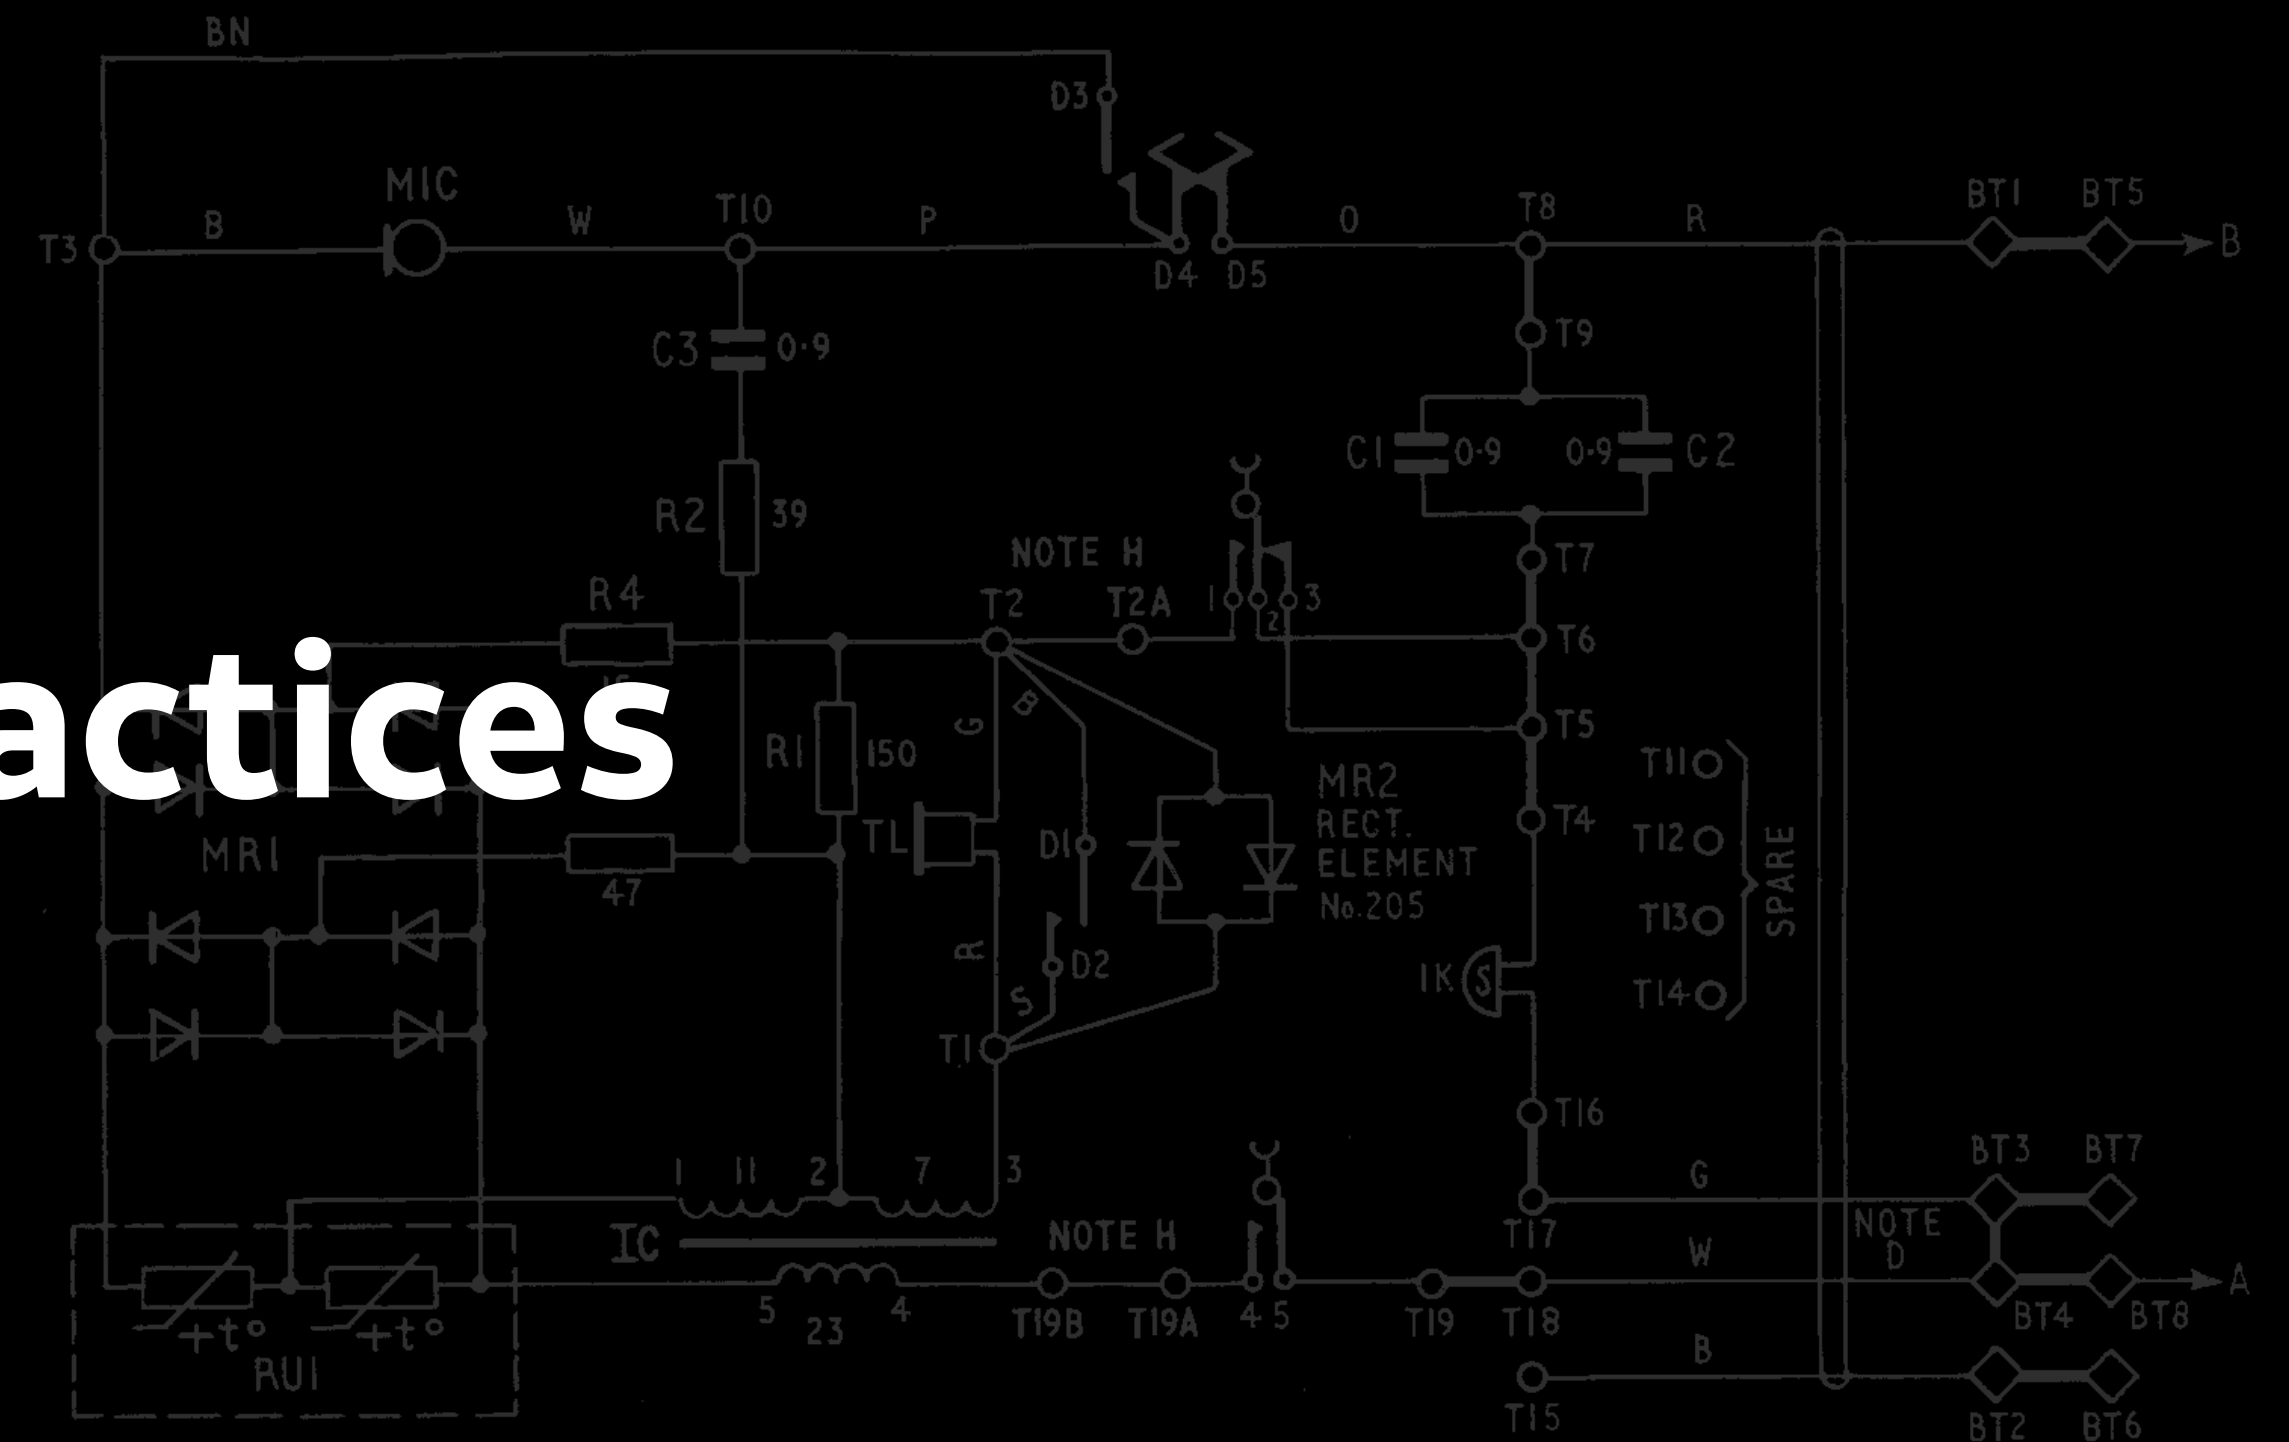 BN
D3
MIC
B
W
T10
P
O
T8
R
BT1
BT5
T3
B
D4
D5
T9
C3
0·9
C1
0·9
0·9
C2
R2
39
NOTE H
T7
R4
T2
T2A
1
2
3
T6
actices
B
G
R1
150
T5
MR2
RECT.
ELEMENT
No.205
T11
T12
T13
T14
SPARE
T4
TL
D1
MR1
47
R
D2
S
1K
S
T1
T16
1
11
2
7
3
BT3
BT7
G
IC
NOTE H
T17
NOTE
D
W
A
+t°
+t°
RU1
5
23
4
T19B
T19A
4
5
T19
T18
BT4
BT8
B
T15
BT2
BT6